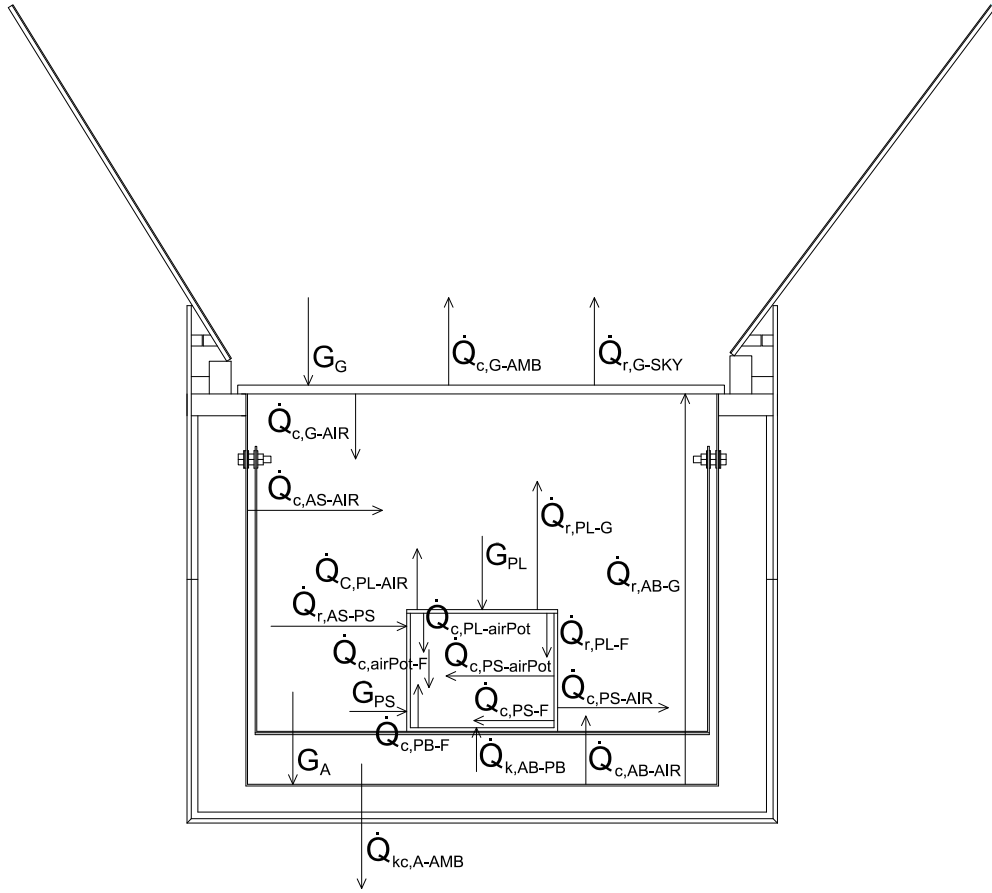 G_G
Q̇_c,G-AMB
Q̇_r,G-SKY
Q̇_c,G-AIR
Q̇_c,AS-AIR
Q̇_r,PL-G
Q̇_C,PL-AIR
G_PL
Q̇_r,AB-G
Q̇_r,AS-PS
Q̇_c,PL-airPot
Q̇_r,PL-F
Q̇_c,airPot-F
Q̇_c,PS-airPot
G_PS
Q̇_c,PS-F
Q̇_c,PS-AIR
Q̇_c,PB-F
G_A
Q̇_k,AB-PB
Q̇_c,AB-AIR
Q̇_kc,A-AMB